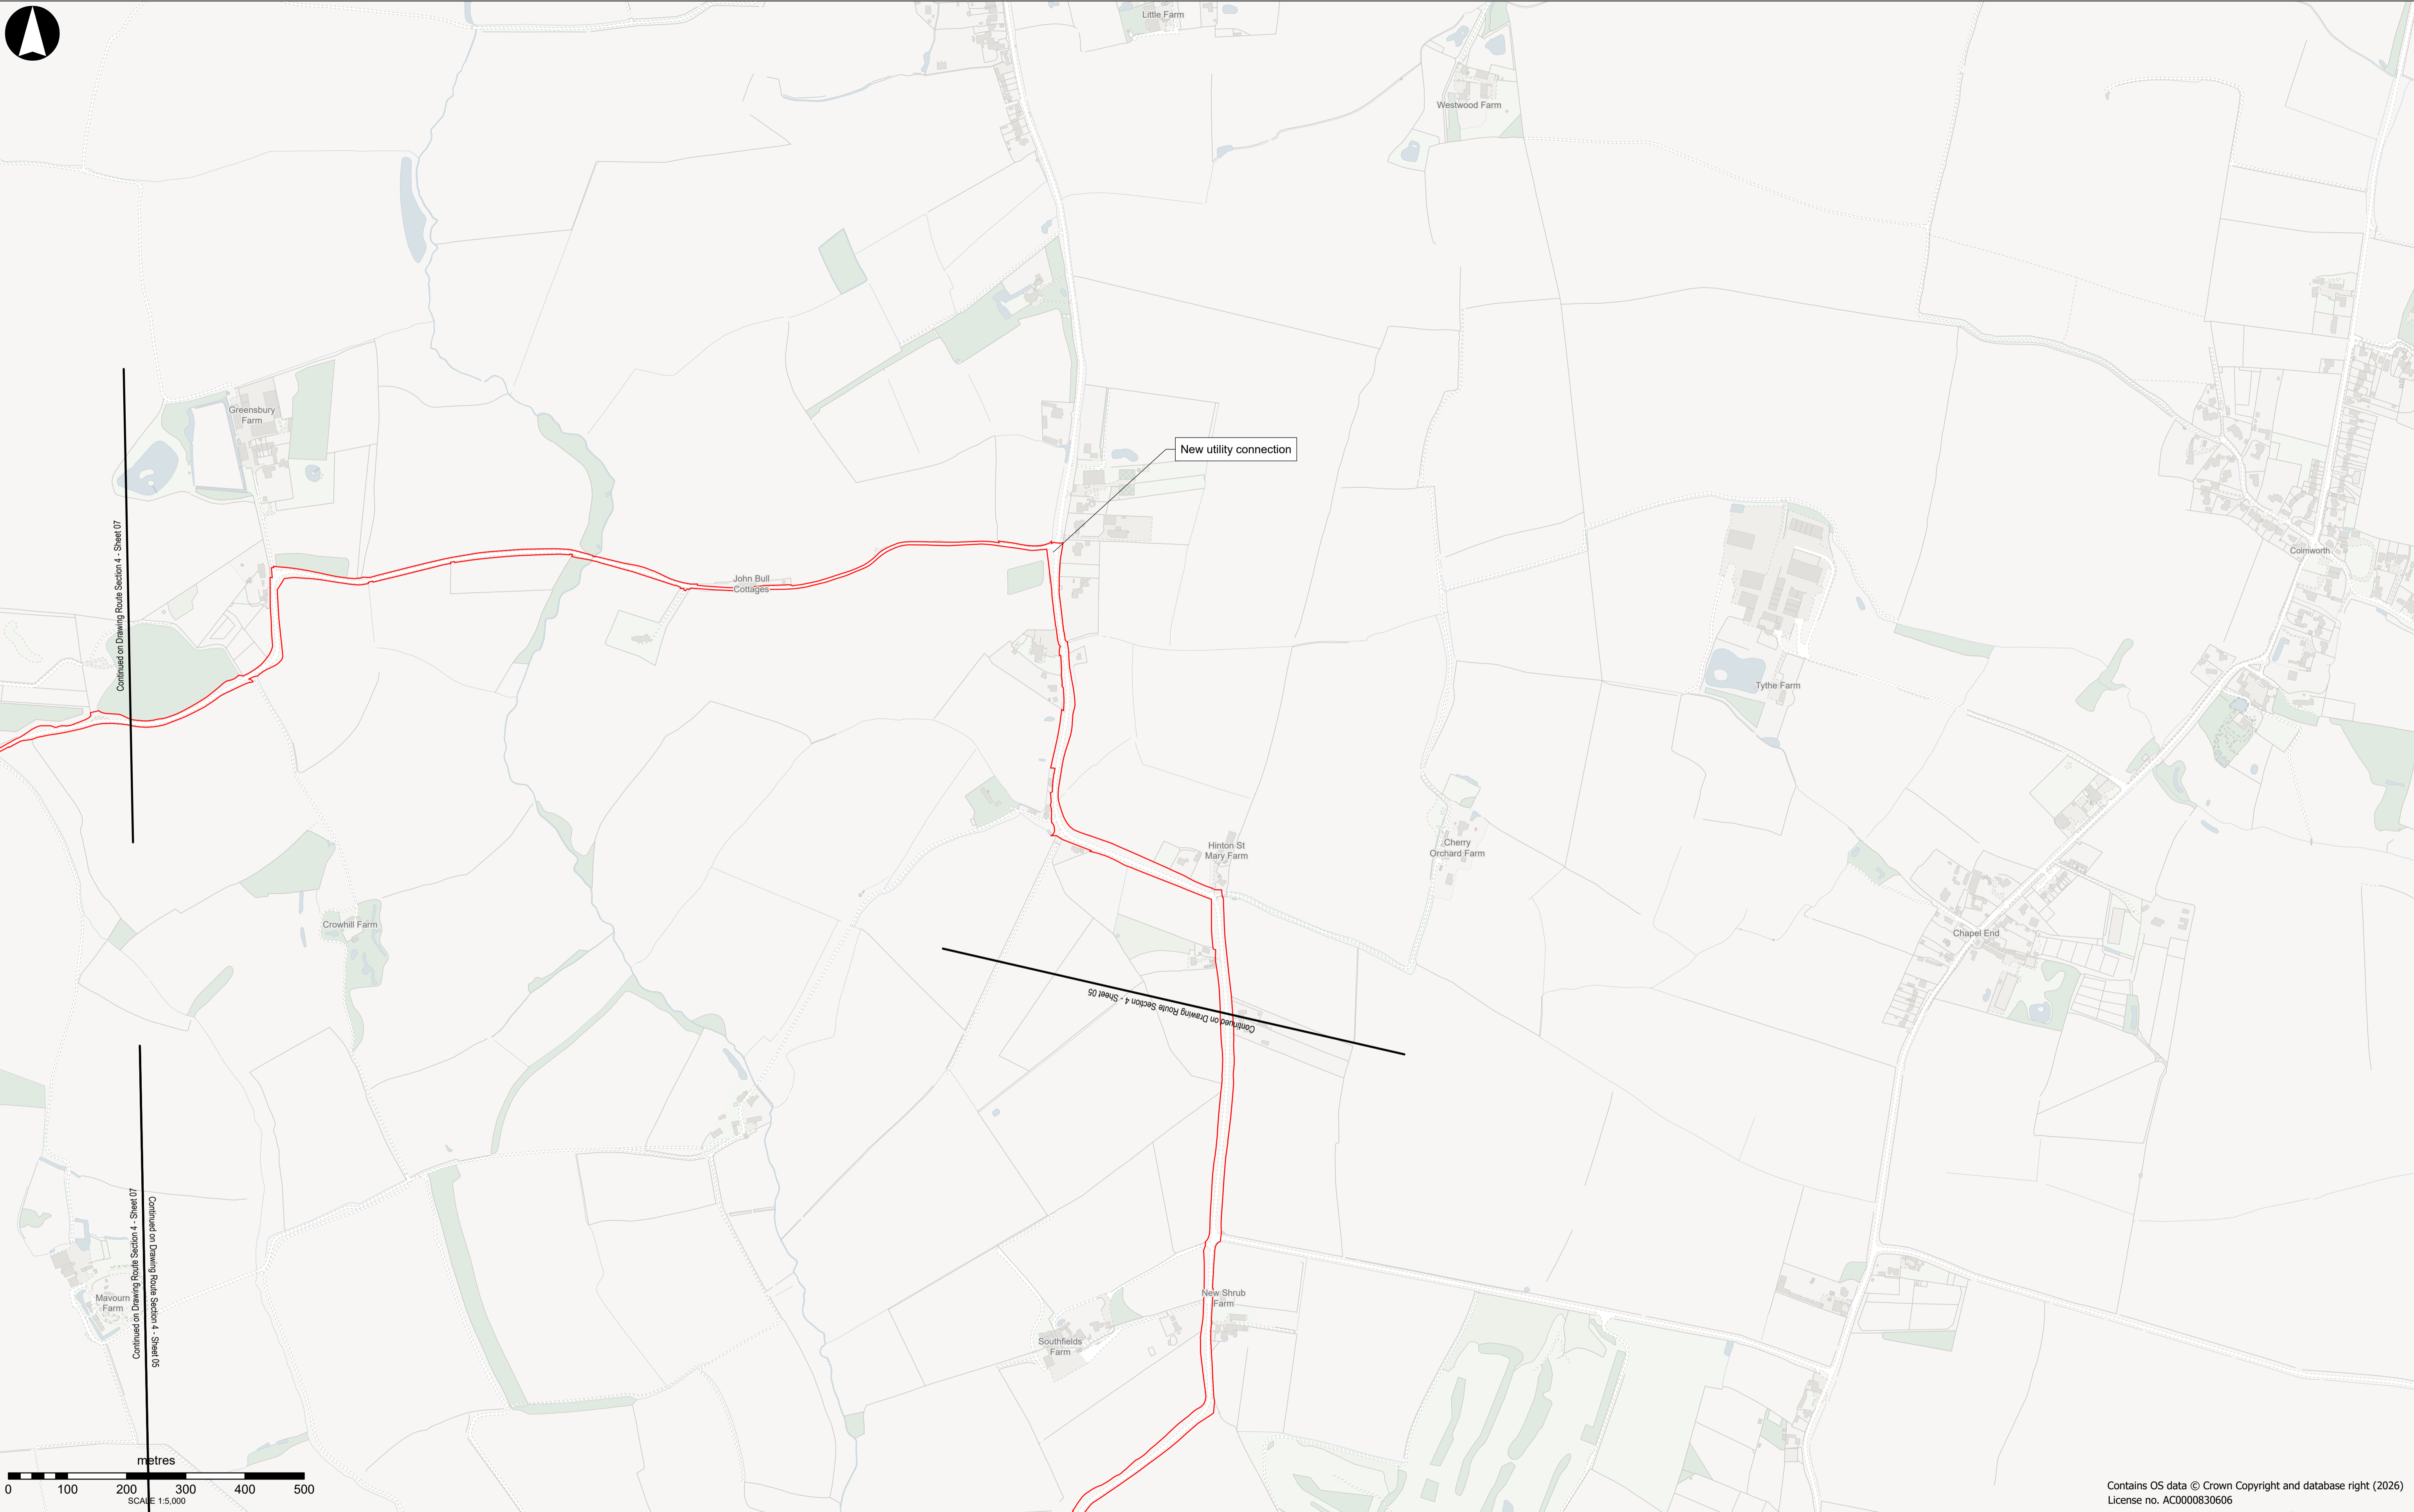 Little Farm
Westwood Farm
Greensbury
Farm
New utility connection
Continued on Drawing Route Section 4 - Sheet 07
John Bull
Cottages
Colmworth
Tythe Farm
Hinton St
Mary Farm
Cherry
Orchard Farm
Crowhill Farm
Chapel End
Continued on Drawing Route Section 4 - Sheet 05
Continued on Drawing Route Section 4 - Sheet 07
Continued on Drawing Route Section 4 - Sheet 05
Mavourn
Farm
New Shrub
Farm
Southfields
Farm
metres
0 100 200 300 400 500
SCALE 1:5,000
Contains OS data © Crown Copyright and database right (2026)
License no. AC0000830606